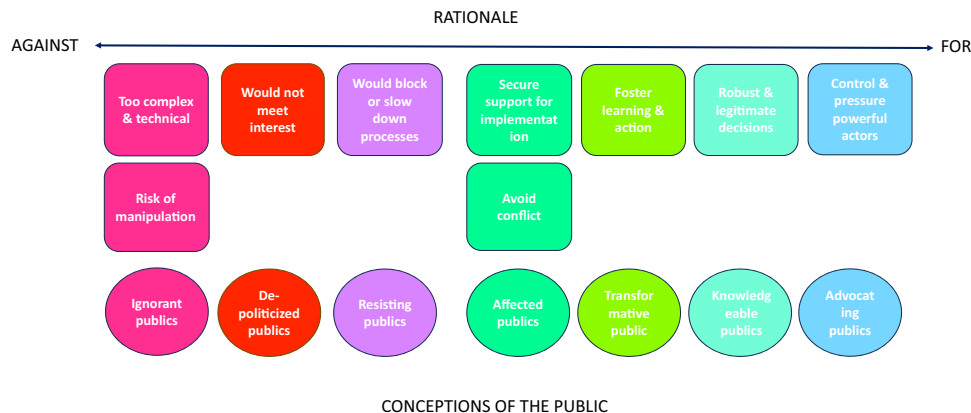 RATIONALE
AGAINST
FOR
Too complex
& technical
Would not
meet
interest
Would block
or slow
down
processes
Secure
support for
implementat
ion
Foster
learning &
action
Robust &
legitimate
decisions
Control &
pressure
powerful
actors
Risk of
manipulation
Avoid
conflict
Ignorant
publics
De-
politicized
publics
Resisting
publics
Affected
publics
Transfor
mative
public
Knowledg
eable
publics
Advocat
ing
publics
CONCEPTIONS OF THE PUBLIC